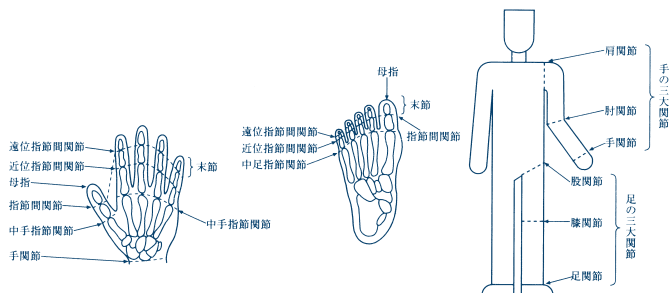 遠位指節間関節
近位指節間関節
母指
指節間関節
中手指節関節
手関節
末節
中手指節関節
母指
末節
遠位指節間関節
近位指節間関節
中足指節関節
指節間関節
肩関節
肘関節
手関節
手の三大関節
股関節
膝関節
足関節
足の三大関節